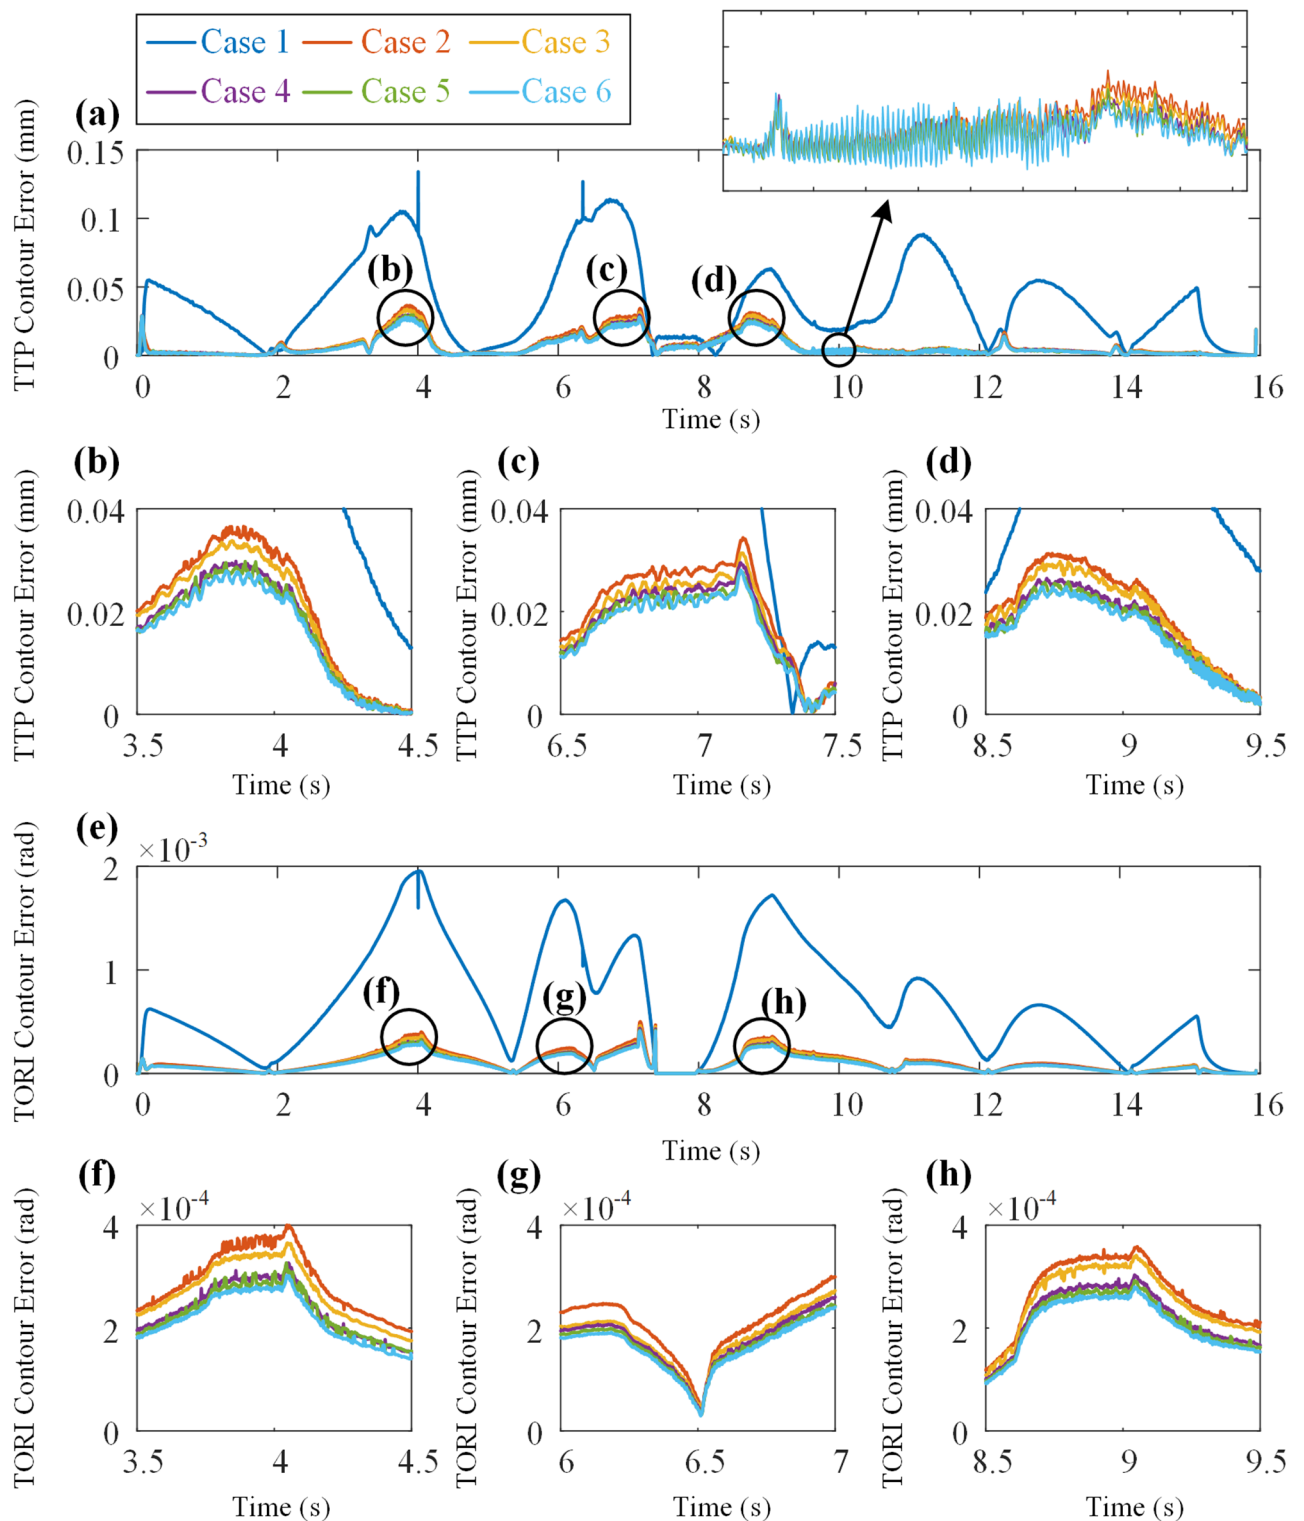 Case 1 Case 2 Case 3
Case 4 Case 5 Case 6
(a)
TTP Contour Error (mm)
0.15
0.1
0.05
0
(b) (c) (d)
0 2 4 6 8 10 12 14 16
Time (s)
(b)
TTP Contour Error (mm)
0.04
0.02
0
3.5 4 4.5
Time (s)
(c)
TTP Contour Error (mm)
0.04
0.02
0
6.5 7 7.5
Time (s)
(d)
TTP Contour Error (mm)
0.04
0.02
0
8.5 9 9.5
Time (s)
(e)
TORI Contour Error (rad)
×10-3
2
1
0
(f) (g) (h)
0 2 4 6 8 10 12 14 16
Time (s)
(f)
TORI Contour Error (rad)
×10-4
4
2
0
3.5 4 4.5
Time (s)
(g)
TORI Contour Error (rad)
×10-4
4
2
0
6 6.5 7
Time (s)
(h)
TORI Contour Error (rad)
×10-4
4
2
0
8.5 9 9.5
Time (s)